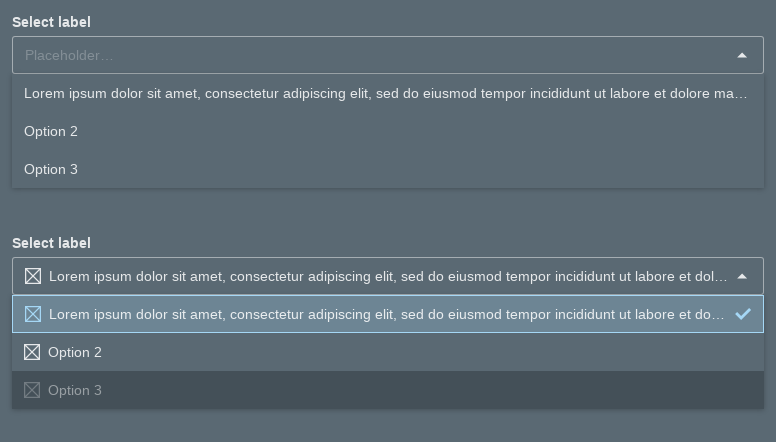 Select label
Placeholder...
Lorem ipsum dolor sit amet, consectetur adipiscing elit, sed do eiusmod tempor incididunt ut labore et dolore ma...
Option 2
Option 3
Select label
Lorem ipsum dolor sit amet, consectetur adipiscing elit, sed do eiusmod tempor incididunt ut labore et dol...
Lorem ipsum dolor sit amet, consectetur adipiscing elit, sed do eiusmod tempor incididunt ut labore et do...
Option 2
Option 3